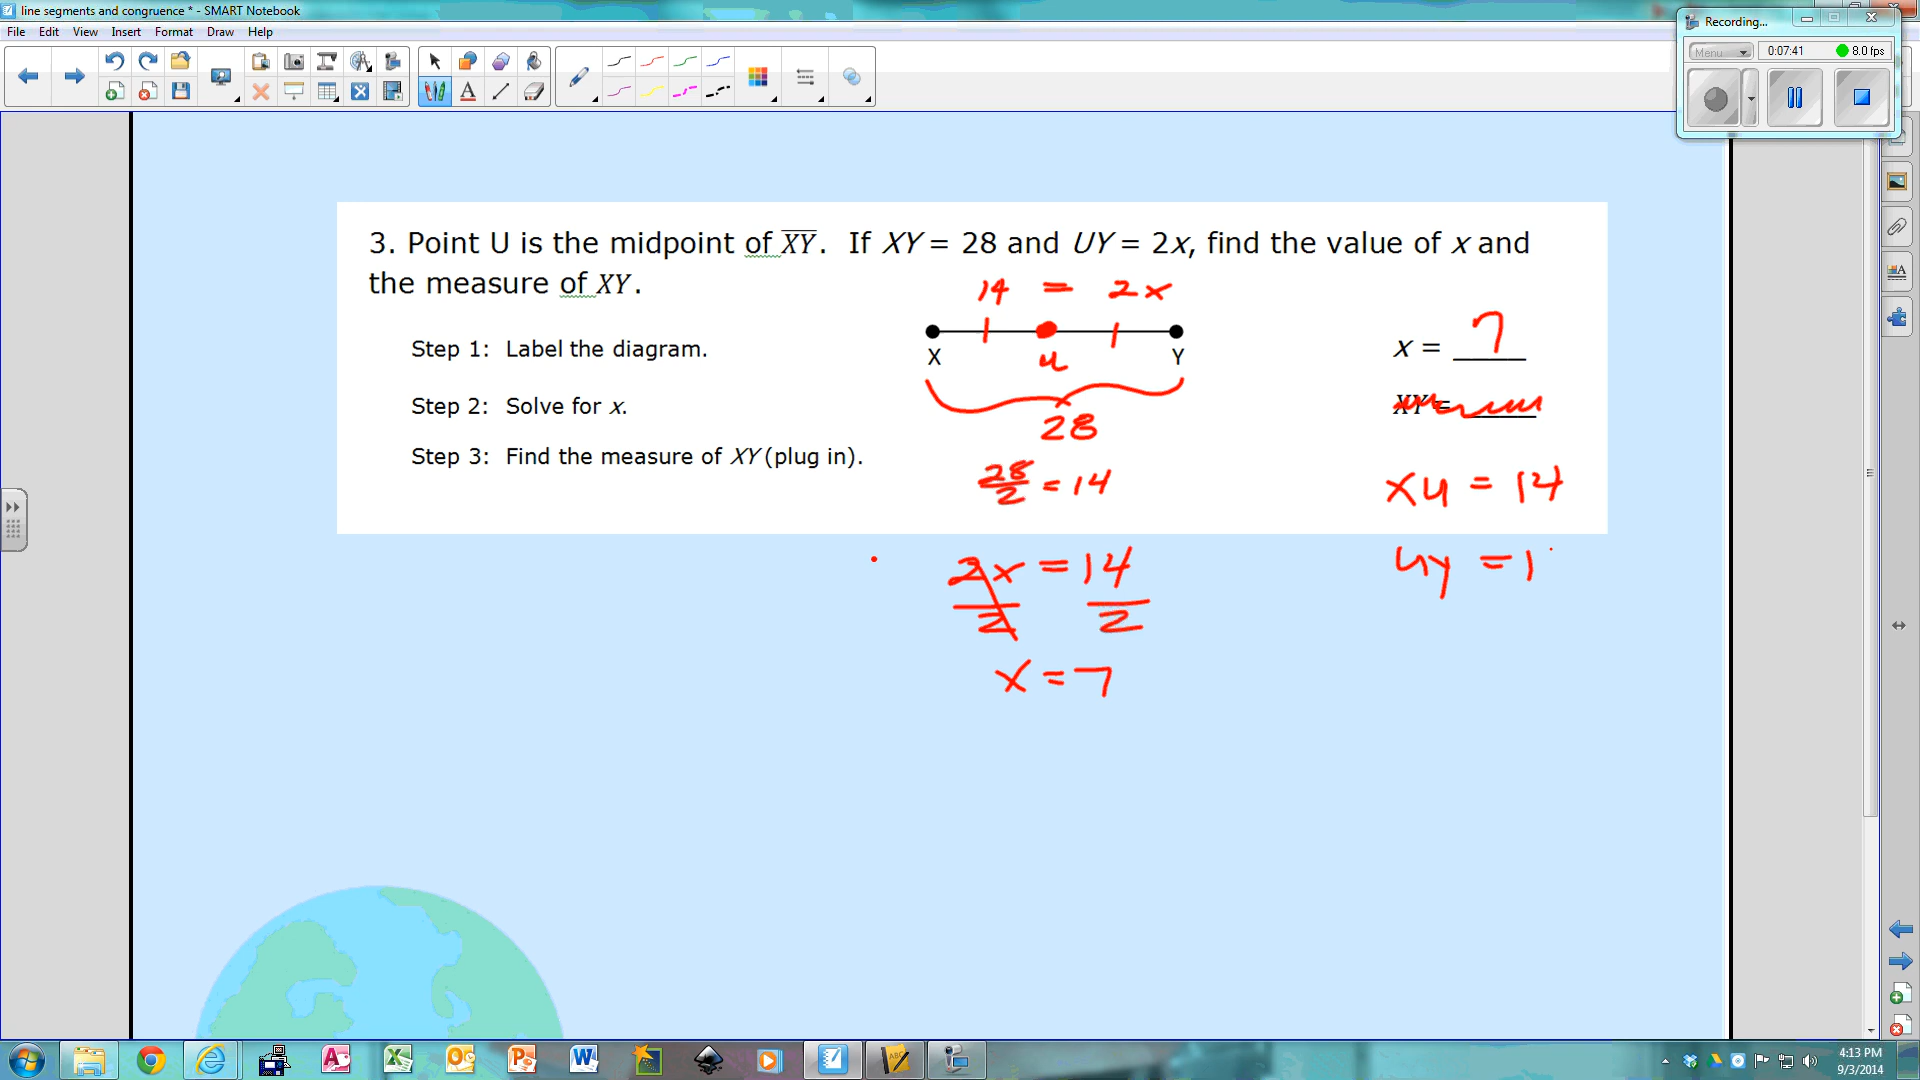 line segments and congruence * - SMART Notebook
File Edit View Insert Format Draw Help
Recording...
Menu 0:07:41 8.0 fps
3. Point U is the midpoint of XY. If XY = 28 and UY = 2x, find the value of x and
the measure of XY.
14 = 2x
Step 1: Label the diagram.
X u Y
x = 7
Step 2: Solve for x.
28
XY =
Step 3: Find the measure of XY (plug in).
28/2 = 14
xu = 14
2x = 14
uy = 1
2 2
x = 7
4:13 PM
9/3/2014